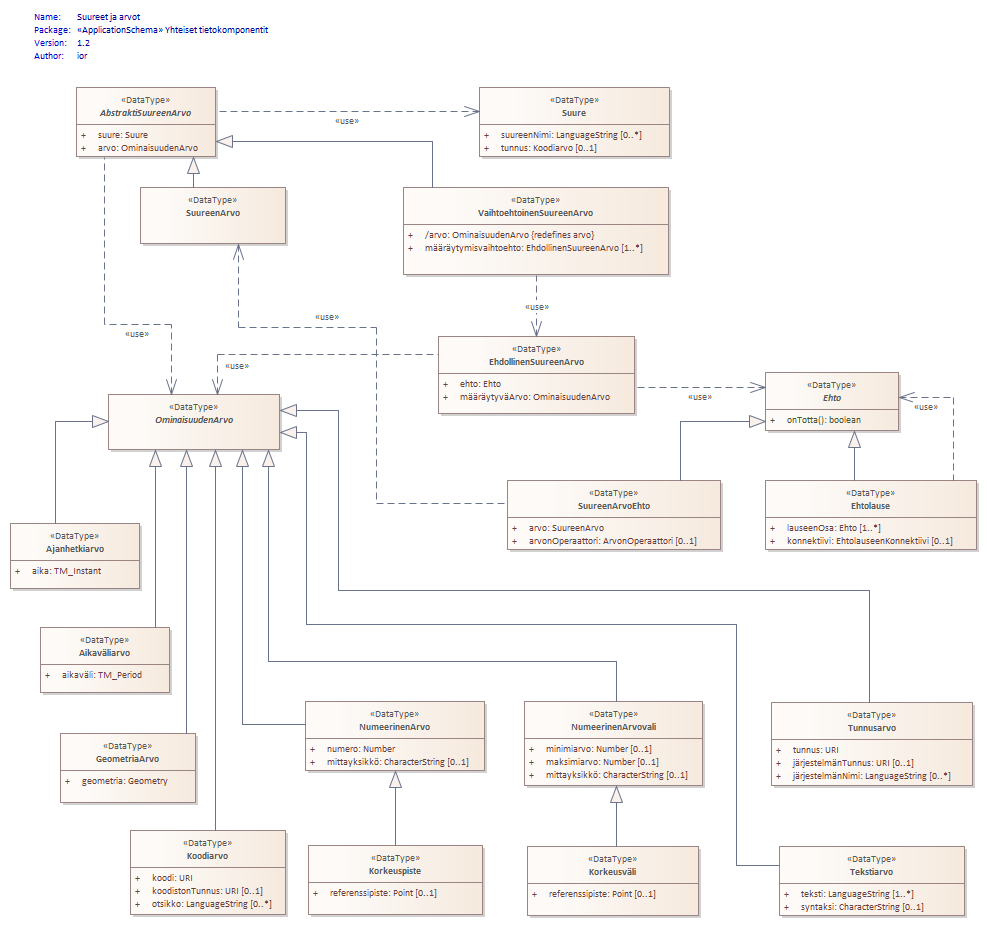 Name: Suureet ja arvot
Package: «ApplicationSchema» Yhteiset tietokomponentit
Version: 1.2
Author: ior
«DataType»
AbstraktiSuureenArvo
+ suure: Suure
+ arvo: OminaisuudenArvo
«use»
«DataType»
Suure
+ suureenNimi: LanguageString [0..*]
+ tunnus: Koodiarvo [0..1]
«DataType»
SuureenArvo
«DataType»
VaihtoehtoinenSuureenArvo
+ /arvo: OminaisuudenArvo {redefines arvo}
+ määräytymisvaihtoehto: EhdollinenSuureenArvo [1..*]
«use»
«use»
«use»
«DataType»
EhdollinenSuureenArvo
+ ehto: Ehto
+ määräytyväArvo: OminaisuudenArvo
«use»
«use»
«DataType»
Ehto
+ onTotta(): boolean
«use»
«DataType»
OminaisuudenArvo
«DataType»
SuureenArvoEhto
+ arvo: SuureenArvo
+ arvonOperaattori: ArvonOperaattori [0..1]
«DataType»
Ehtolause
+ lauseenOsa: Ehto [1..*]
+ konnektiivi: EhtolauseenKonnektiivi [0..1]
«DataType»
Ajanhetkiarvo
+ aika: TM_Instant
«DataType»
Aikaväliarvo
+ aikaväli: TM_Period
«DataType»
GeometriaArvo
+ geometria: Geometry
«DataType»
NumeerinenArvo
+ numero: Number
+ mittayksikkö: CharacterString [0..1]
«DataType»
NumeerinenArvovali
+ minimiarvo: Number [0..1]
+ maksimiarvo: Number [0..1]
+ mittayksikkö: CharacterString [0..1]
«DataType»
Tunnusarvo
+ tunnus: URI
+ järjestelmänTunnus: URI [0..1]
+ järjestelmänNimi: LanguageString [0..*]
«DataType»
Koodiarvo
+ koodi: URI
+ koodistonTunnus: URI [0..1]
+ otsikko: LanguageString [0..*]
«DataType»
Korkeuspiste
+ referenssipiste: Point [0..1]
«DataType»
Korkeusväli
+ referenssipiste: Point [0..1]
«DataType»
Tekstiarvo
+ teksti: LanguageString [1..*]
+ syntaksi: CharacterString [0..1]